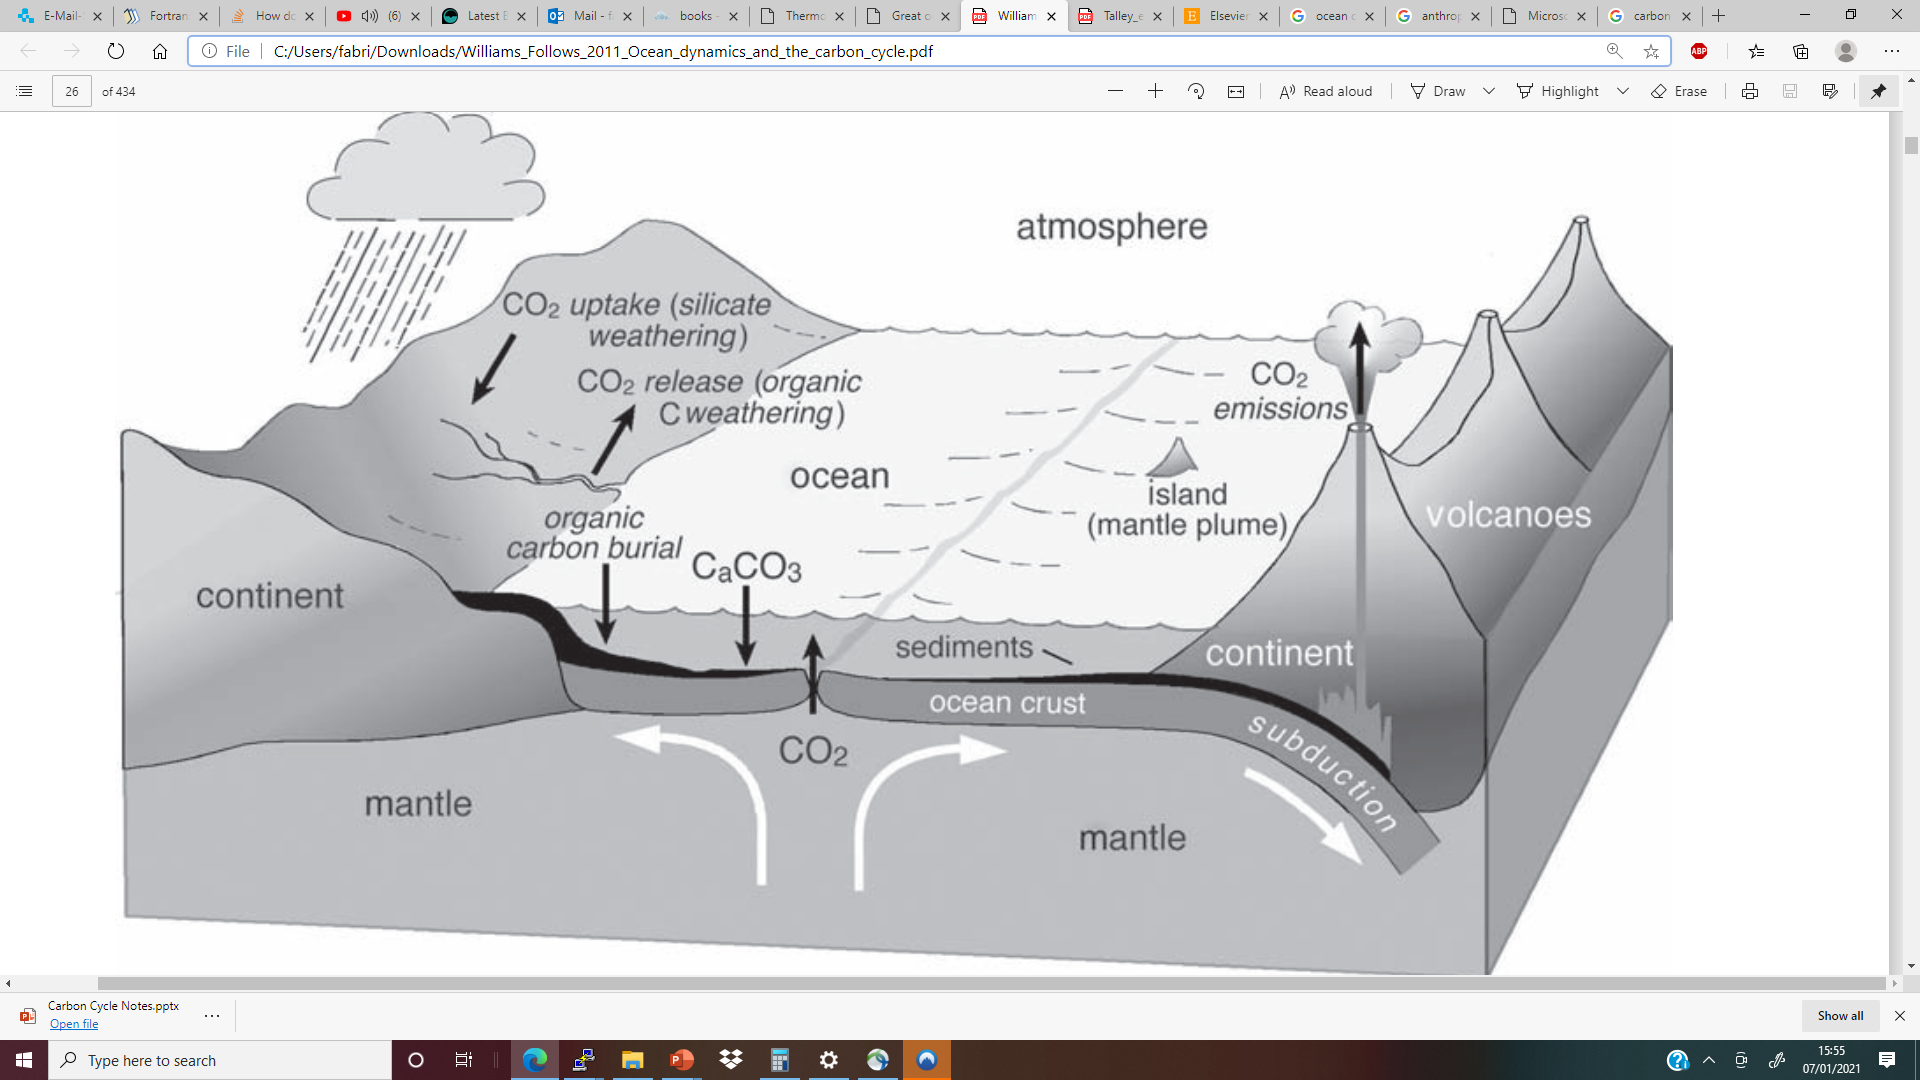 E-Mail-
Fortran
How do
(6)
Latest E
Mail - f
books -
Thermo
Great o
William
Talley_e
Elsevier
ocean c
anthrop
Microso
carbon
File
C:/Users/fabri/Downloads/Williams_Follows_2011_Ocean_dynamics_and_the_carbon_cycle.pdf
ABP
26 of 434
Read aloud
Draw
Highlight
Erase
atmosphere
CO2 uptake (silicate
weathering)
CO2 release (organic
C weathering)
CO2
emissions
ocean
island
(mantle plume)
volcanoes
organic
carbon burial
CaCO3
continent
sediments
continent
ocean crust
subduction
CO2
mantle
mantle
Carbon Cycle Notes.pptx
Open file
Show all
Type here to search
15:55
07/01/2021